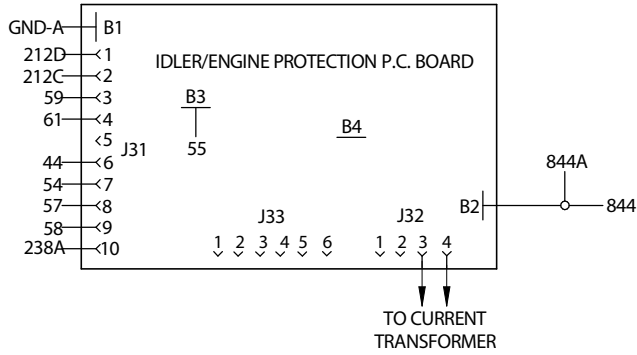 GND-A B1
212D 1
212C 2
IDLER/ENGINE PROTECTION P.C. BOARD
59 3
B3
61 4
B4
5
J31
55
44 6
844A
54 7
57 8
B2
844
58 9
J33
J32
238A 10
1 2 3 4 5 6
1 2 3 4
TO CURRENT
TRANSFORMER